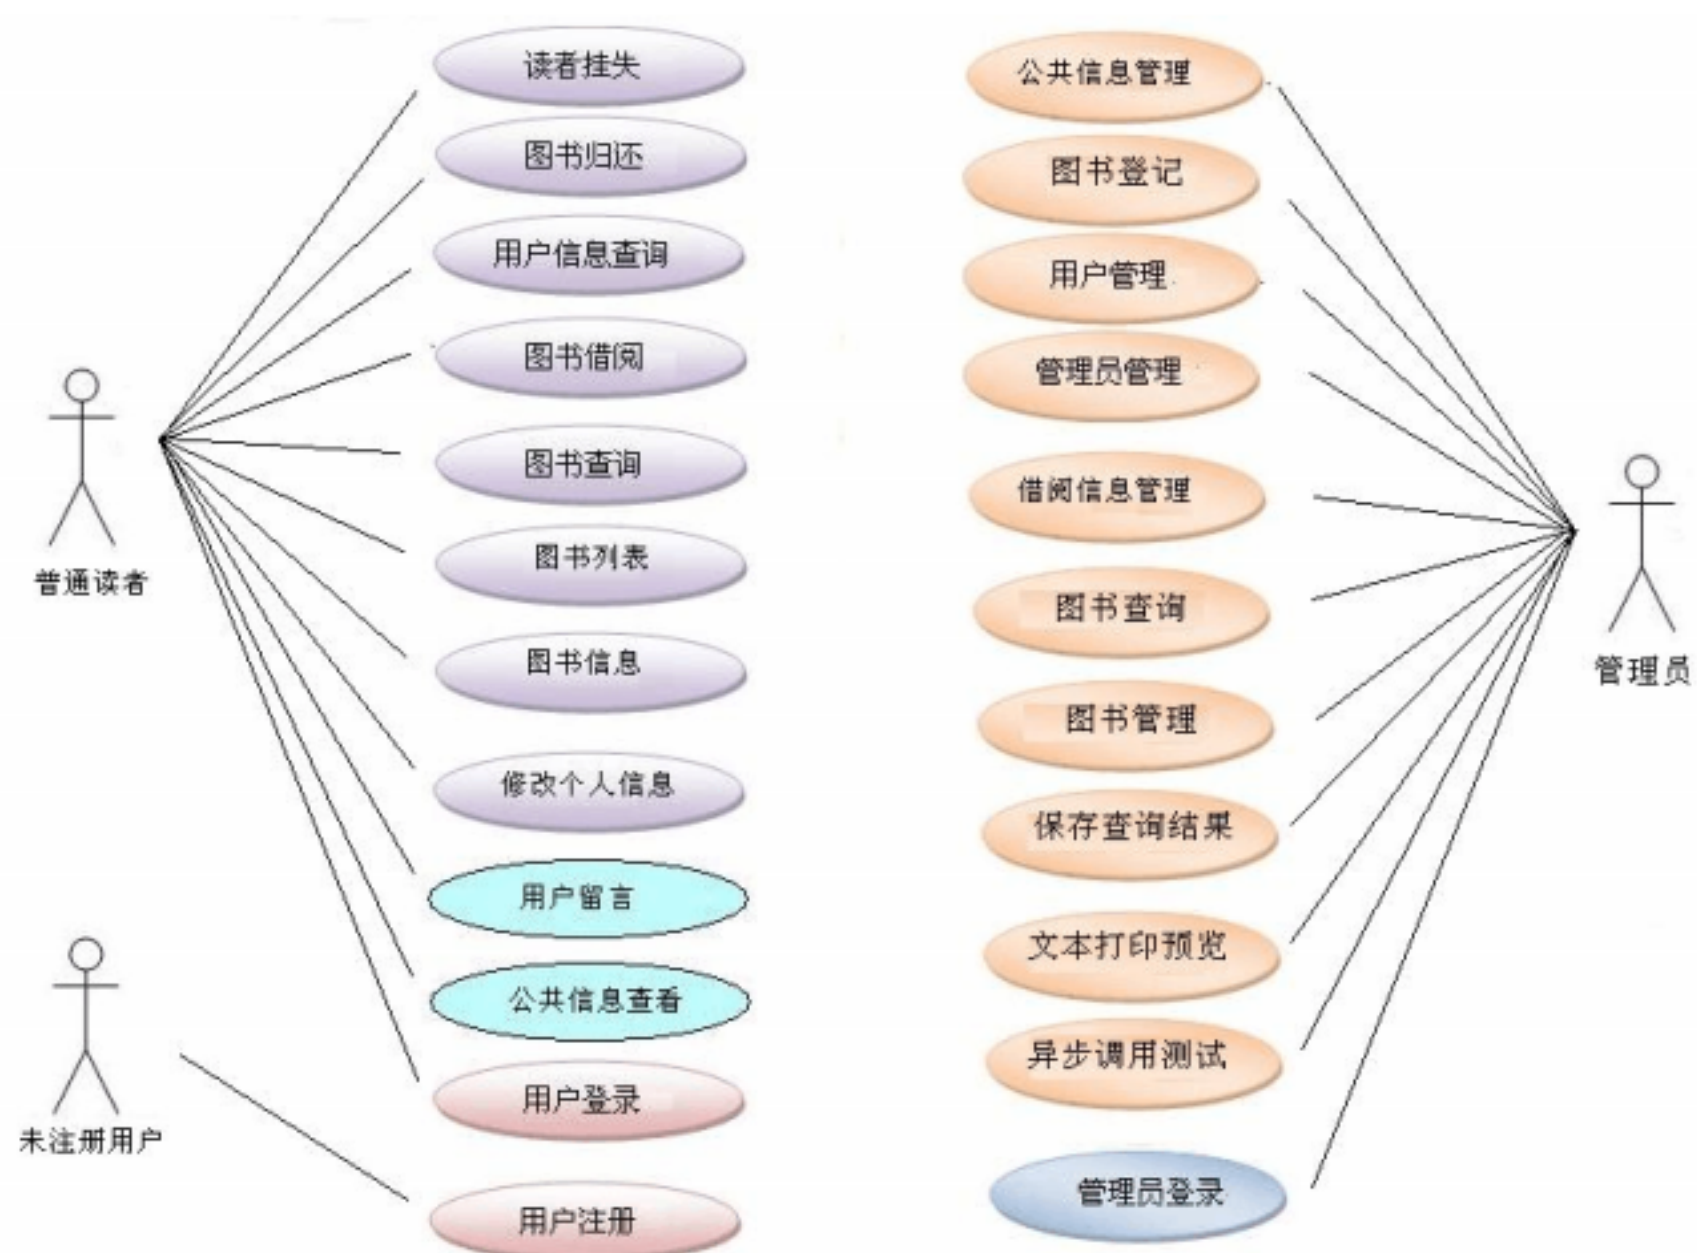 读者挂失
图书归还
用户信息查询
图书借阅
图书查询
图书列表
图书信息
修改个人信息
用户留言
公共信息查看
用户登录
用户注册
普通读者
未注册用户
公共信息管理
图书登记
用户管理
管理员管理
借阅信息管理
图书查询
图书管理
保存查询结果
文本打印预览
异步调用测试
管理员登录
管理员